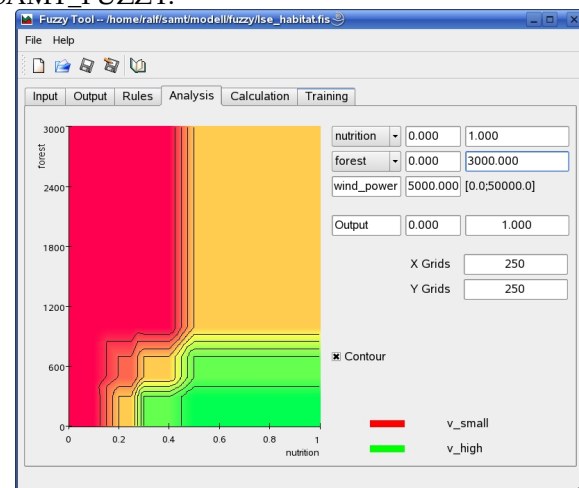 SAMT_FUZZY.
Fuzzy Tool -- /home/ralf/samt/modell/fuzzy/lse_habitat.fis
File Help
Input Output Rules Analysis Calculation Training
nutrition 0.000 1.000
forest 0.000 3000.000
wind_power 5000.000 [0.0;50000.0]
Output 0.000 1.000
X Grids 250
Y Grids 250
Contour
v_small
v_high
forest
3000
2400
1800
1200
600
0
0 0.2 0.4 0.6 0.8 1
nutrition